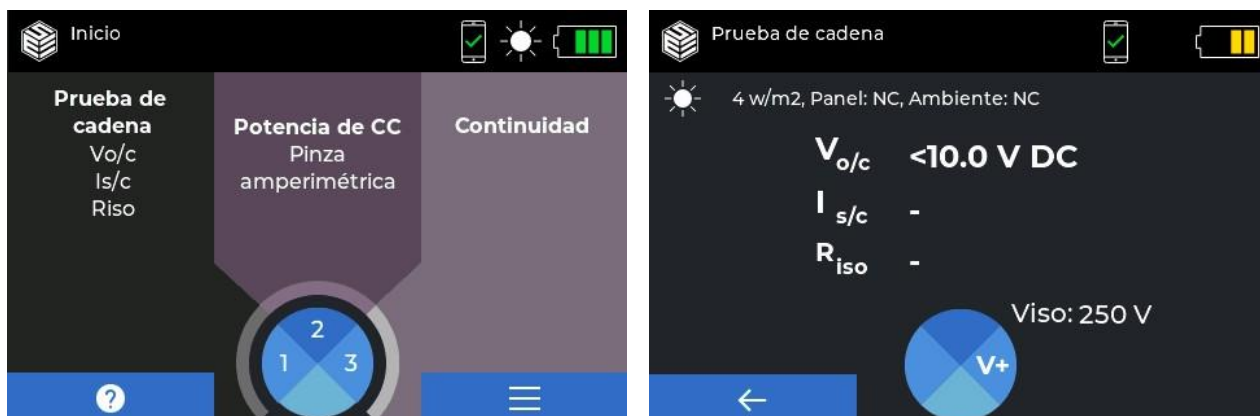 Inicio
Prueba de
cadena
Vo/c
Is/c
Riso
Potencia de CC
Pinza
amperimétrica
Continuidad
1
2
3
?
Prueba de cadena
4 w/m2, Panel: NC, Ambiente: NC
Vo/c <10.0 V DC
I s/c -
Riso -
Viso: 250 V
V+